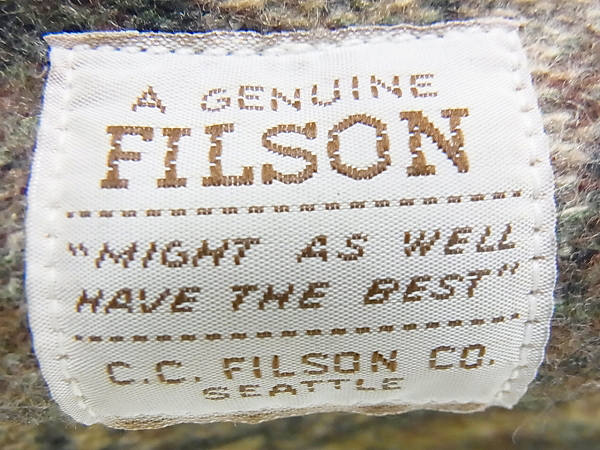 A GENUINE
FILSON
"MIGHT AS WELL
HAVE THE BEST"
C.C. FILSON CO.
SEATTLE